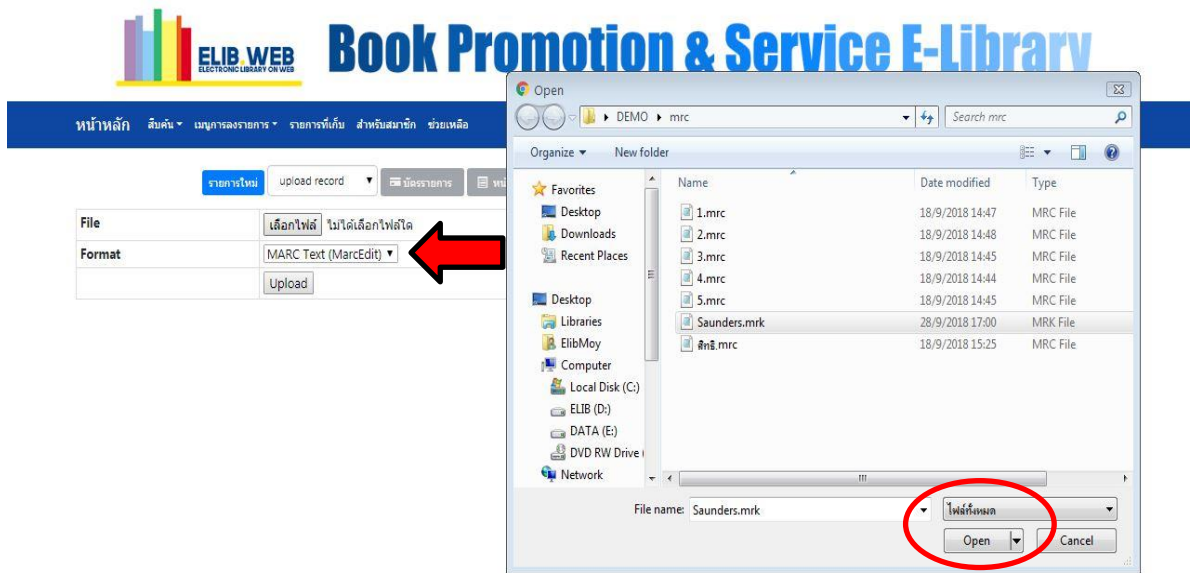 ELIB.WEB
ELECTRONIC LIBRARY ON WEB
Book Promotion & Service E-Library
หน้าหลัก สืบค้น เมนูการลงรายการ รายการที่เก็บ สำหรับสมาชิก ช่วยเหลือ
รายการใหม่ upload record บัตรรายการ
File เลือกไฟล์ ไม่ได้เลือกไฟล์ใด
Format MARC Text (MarcEdit)
Upload
Open
DEMO mrc Search mrc
Organize New folder
Favorites
Desktop
Downloads
Recent Places
Desktop
Libraries
ElibMoy
Computer
Local Disk (C:)
ELIB (D:)
DATA (E:)
DVD RW Drive
Network
Name Date modified Type
1.mrc 18/9/2018 14:47 MRC File
2.mrc 18/9/2018 14:48 MRC File
3.mrc 18/9/2018 14:45 MRC File
4.mrc 18/9/2018 14:44 MRC File
5.mrc 18/9/2018 14:45 MRC File
Saunders.mrk 28/9/2018 17:00 MRK File
สิทธิ.mrc 18/9/2018 15:25 MRC File
File name: Saunders.mrk ไฟล์ทั้งหมด
Open Cancel